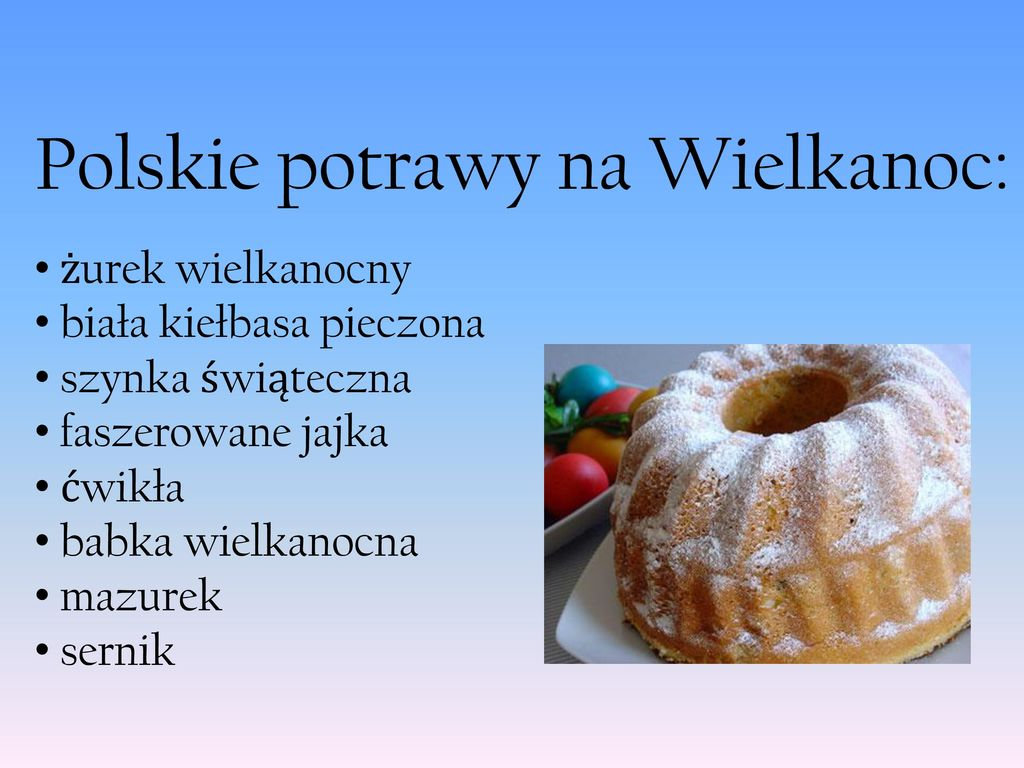 Polskie potrawy na Wielkanoc:
• żurek wielkanocny
• biała kiełbasa pieczona
• szynka świąteczna
• faszerowane jajka
• ćwikła
• babka wielkanocna
• mazurek
• sernik